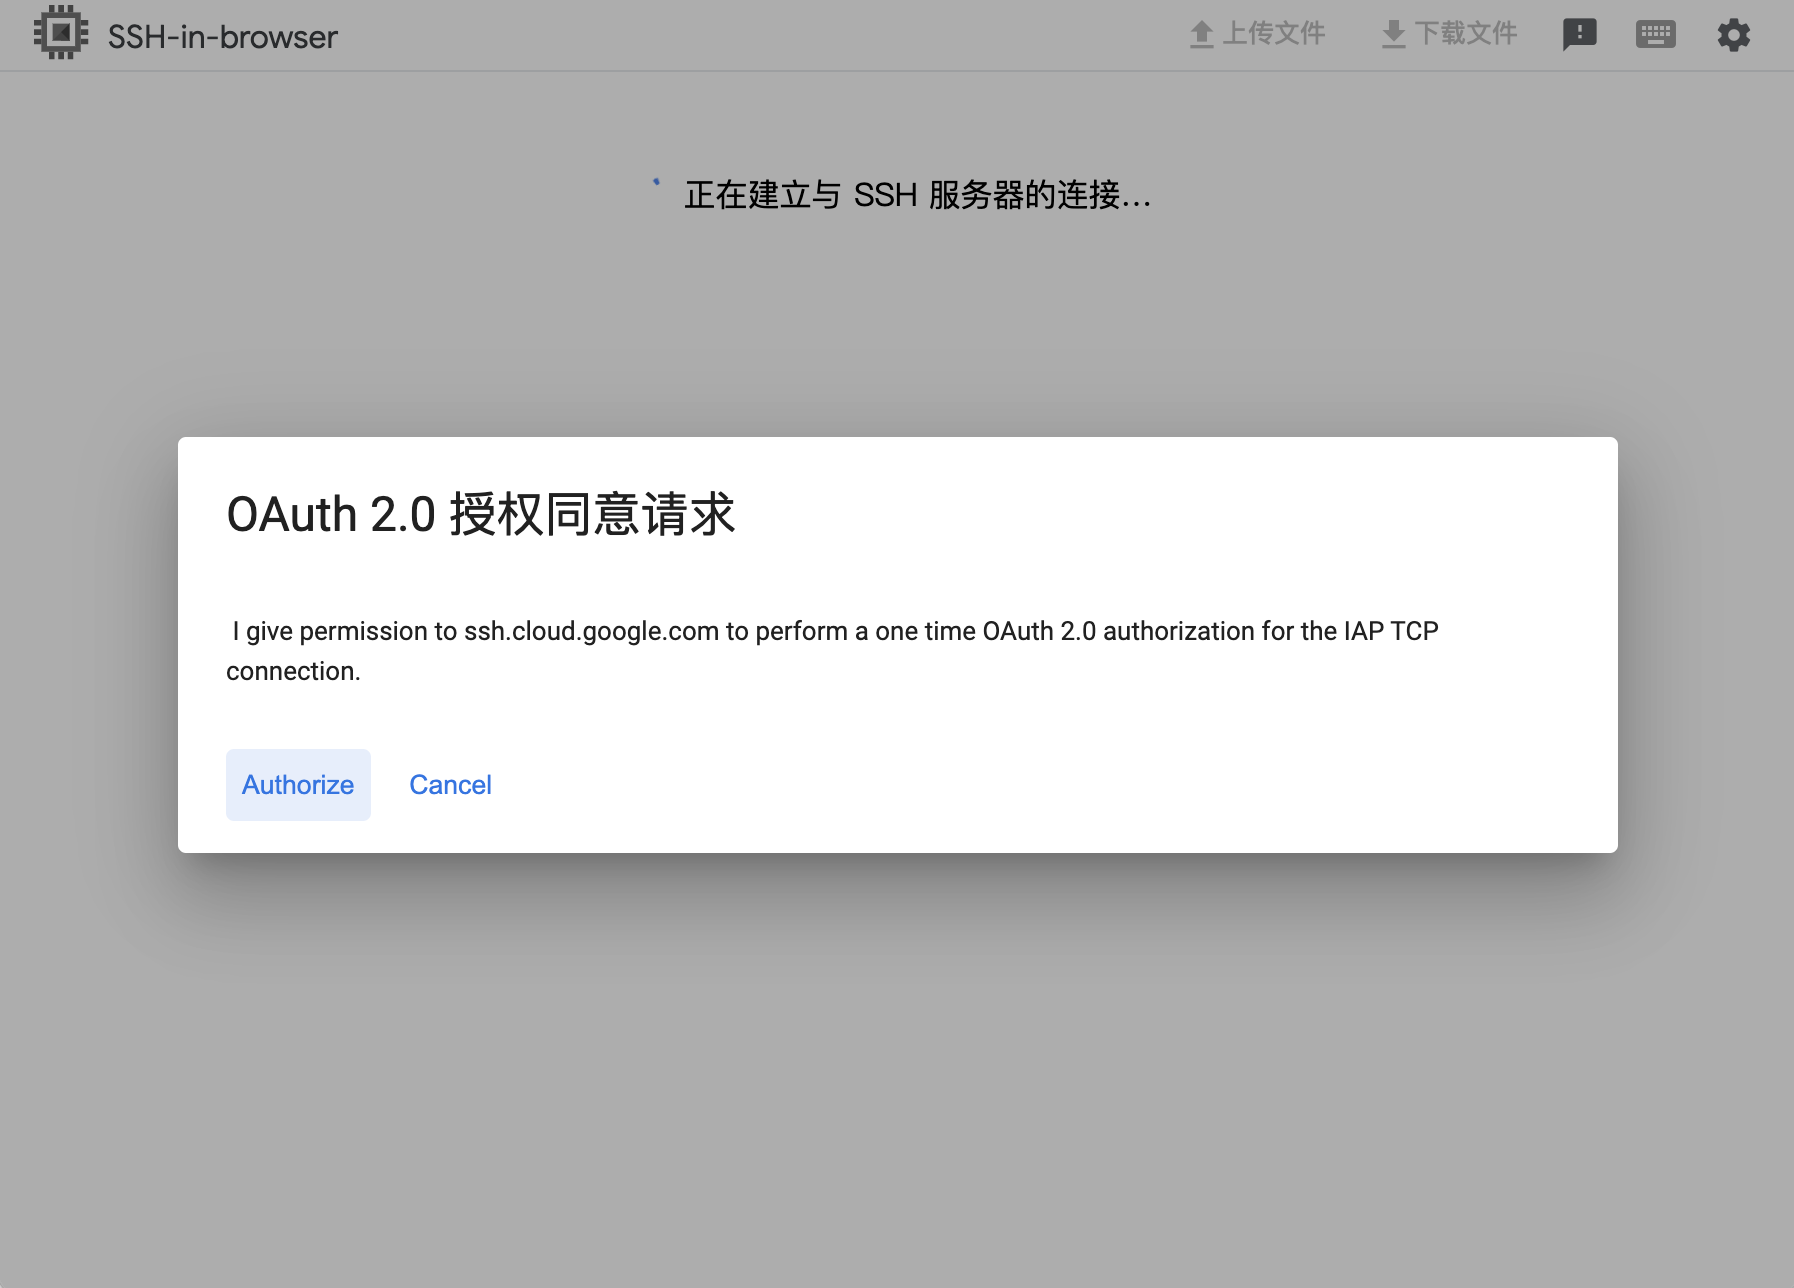 SSH-in-browser
上传文件
下载文件
正在建立与 SSH 服务器的连接…
OAuth 2.0 授权同意请求
I give permission to ssh.cloud.google.com to perform a one time OAuth 2.0 authorization for the IAP TCP
connection.
Authorize
Cancel